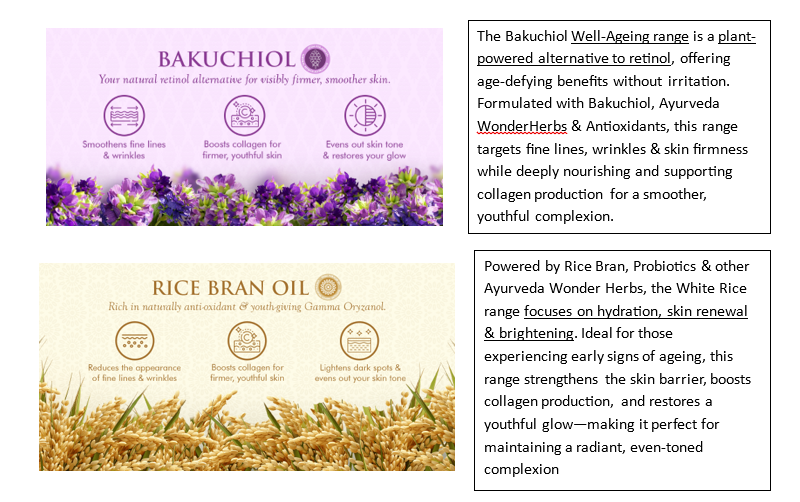 BAKUCHIOL
Your natural retinol alternative for visibly firmer, smoother skin.
Smoothens fine lines
& wrinkles
Boosts collagen for
firmer, youthful skin
Evens out skin tone
& restores your glow
The Bakuchiol Well-Ageing range is a plant-
powered alternative to retinol, offering
age-defying benefits without irritation.
Formulated with Bakuchiol, Ayurveda
WonderHerbs & Antioxidants, this range
targets fine lines, wrinkles & skin firmness
while deeply nourishing and supporting
collagen production for a smoother,
youthful complexion.
RICE BRAN OIL
Rich in naturally anti-oxidant & youth-giving Gamma Oryzanol.
Reduces the appearance
of fine lines & wrinkles
Boosts collagen for
firmer, youthful skin
Lightens dark spots &
evens out your skin tone
Powered by Rice Bran, Probiotics & other
Ayurveda Wonder Herbs, the White Rice
range focuses on hydration, skin renewal
& brightening. Ideal for those
experiencing early signs of ageing, this
range strengthens the skin barrier, boosts
collagen production, and restores a
youthful glow—making it perfect for
maintaining a radiant, even-toned
complexion